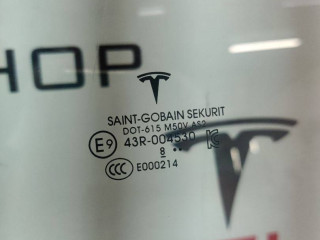 HOP
SAINT-GOBAIN SEKURIT
DOT-615 M50V AS2
E9 43R-004530
8
CCC E000214